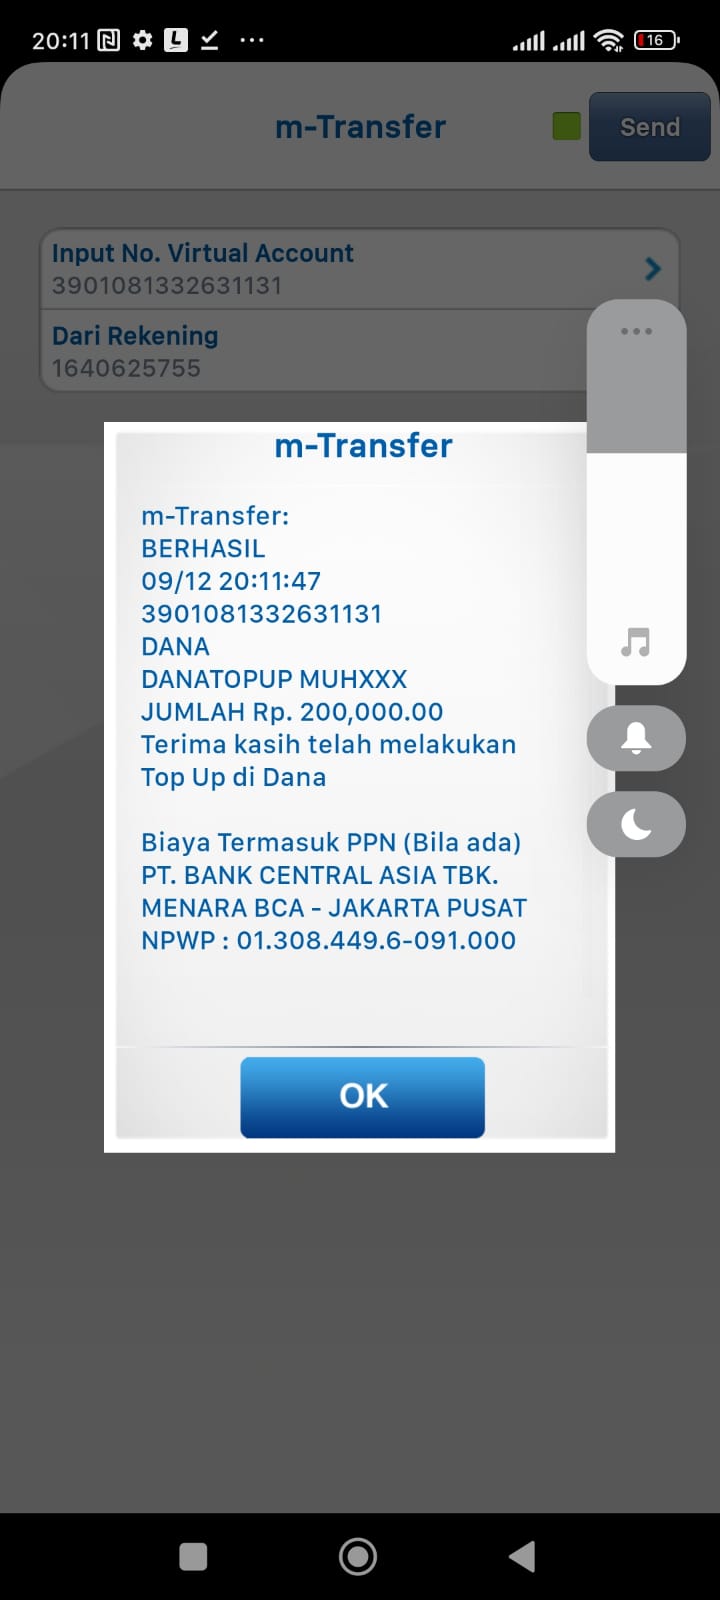 20:11
16
m-Transfer
Send
Input No. Virtual Account
3901081332631131
Dari Rekening
1640625755
m-Transfer
m-Transfer:
BERHASIL
09/12 20:11:47
3901081332631131
DANA
DANATOPUP MUHXXX
JUMLAH Rp. 200,000.00
Terima kasih telah melakukan
Top Up di Dana
Biaya Termasuk PPN (Bila ada)
PT. BANK CENTRAL ASIA TBK.
MENARA BCA - JAKARTA PUSAT
NPWP : 01.308.449.6-091.000
OK